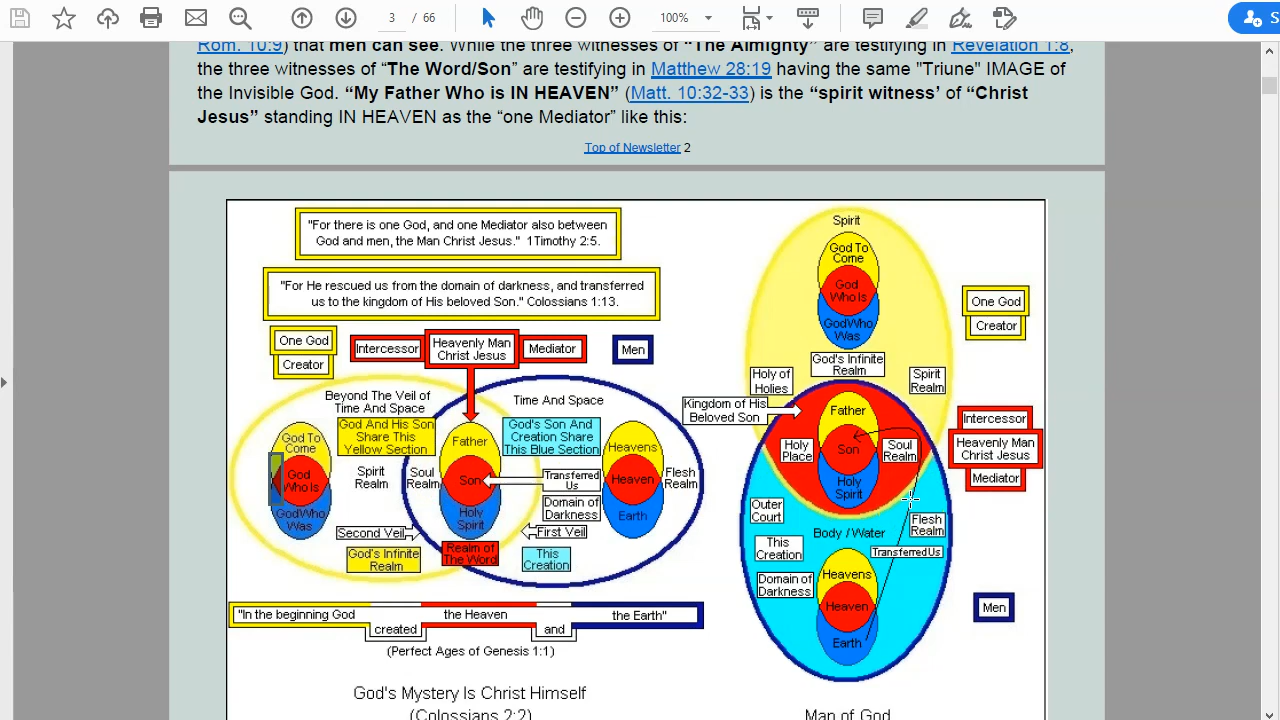 3 / 66
100%
S
Rom. 10:9) that men can see. While the three witnesses of “The Almighty” are testifying in Revelation 1:8,
the three witnesses of “The Word/Son” are testifying in Matthew 28:19 having the same "Triune" IMAGE of
the Invisible God. “My Father Who is IN HEAVEN” (Matt. 10:32-33) is the “spirit witness’ of “Christ
Jesus” standing IN HEAVEN as the “one Mediator” like this:
Top of Newsletter 2
"For there is one God, and one Mediator also between
God and men, the Man Christ Jesus." 1Timothy 2:5.
"For He rescued us from the domain of darkness, and transferred
us to the kingdom of His beloved Son." Colossians 1:13.
One God
Creator
Intercessor
Heavenly Man
Christ Jesus
Mediator
Men
Beyond The Veil of
Time And Space
Time And Space
God And His Son
Share This
Yellow Section
God's Son And
Creation Share
This Blue Section
God To
Come
God
Who Is
GodWho
Was
Spirit
Realm
Soul
Realm
Father
Son
Holy
Spirit
Transferred
Us
Domain of
Darkness
Heavens
Heaven
Earth
Flesh
Realm
Second Veil
First Veil
God's Infinite
Realm
Realm of
The Word
This
Creation
"In the beginning God
created
the Heaven
and
the Earth"
(Perfect Ages of Genesis 1:1)
God's Mystery Is Christ Himself
(Colossians 2:2)
Spirit
God To
Come
God
Who Is
GodWho
Was
God's Infinite
Realm
One God
Creator
Holy of
Holies
Spirit
Realm
Kingdom of His
Beloved Son
Father
Son
Holy
Spirit
Holy
Place
Soul
Realm
Intercessor
Heavenly Man
Christ Jesus
Mediator
Outer
Court
Body / Water
Flesh
Realm
This
Creation
Transferred Us
Domain of
Darkness
Heavens
Heaven
Earth
Men
Man of God